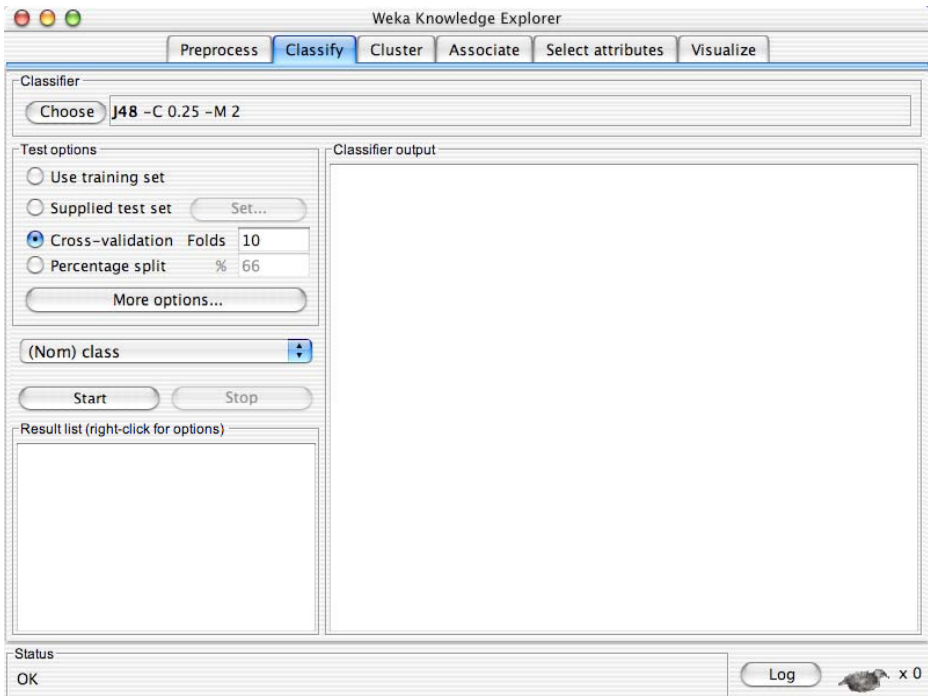 Weka Knowledge Explorer
Preprocess Classify Cluster Associate Select attributes Visualize
Classifier
Choose J48 -C 0.25 -M 2
Test options
Use training set
Supplied test set Set...
Cross-validation Folds 10
Percentage split % 66
More options...
(Nom) class
Start Stop
Result list (right-click for options)
Classifier output
Status
OK
Log x 0